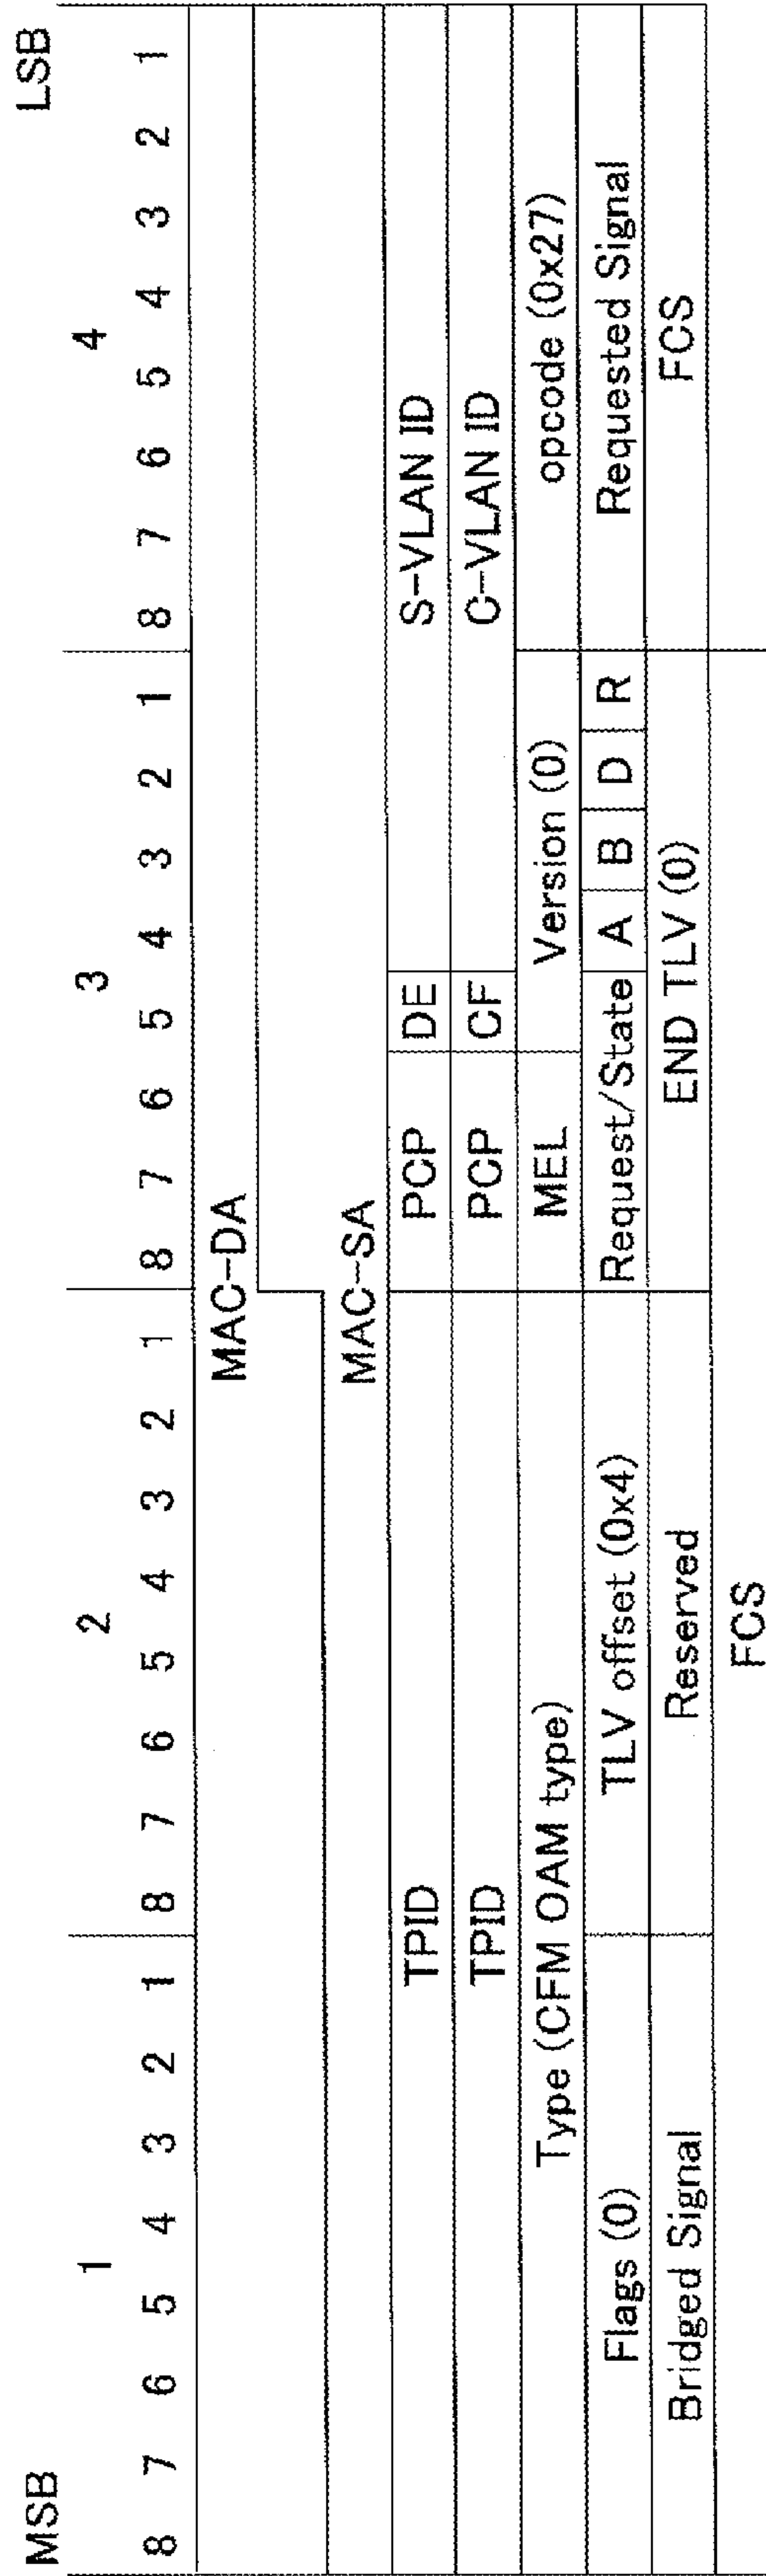 MSB LSB
1 2 3 4
8 7 6 5 4 3 2 1 8 7 6 5 4 3 2 1 8 7 6 5 4 3 2 1 8 7 6 5 4 3 2 1
MAC-DA
MAC-SA
TPID PCP DE S-VLAN ID
TPID PCP CF C-VLAN ID
Type (CFM OAM type) MEL Version (0) opcode (0x27)
Flags (0) TLV offset (0x4) Request/State A B D R Requested Signal
Bridged Signal Reserved END TLV (0) FCS
FCS